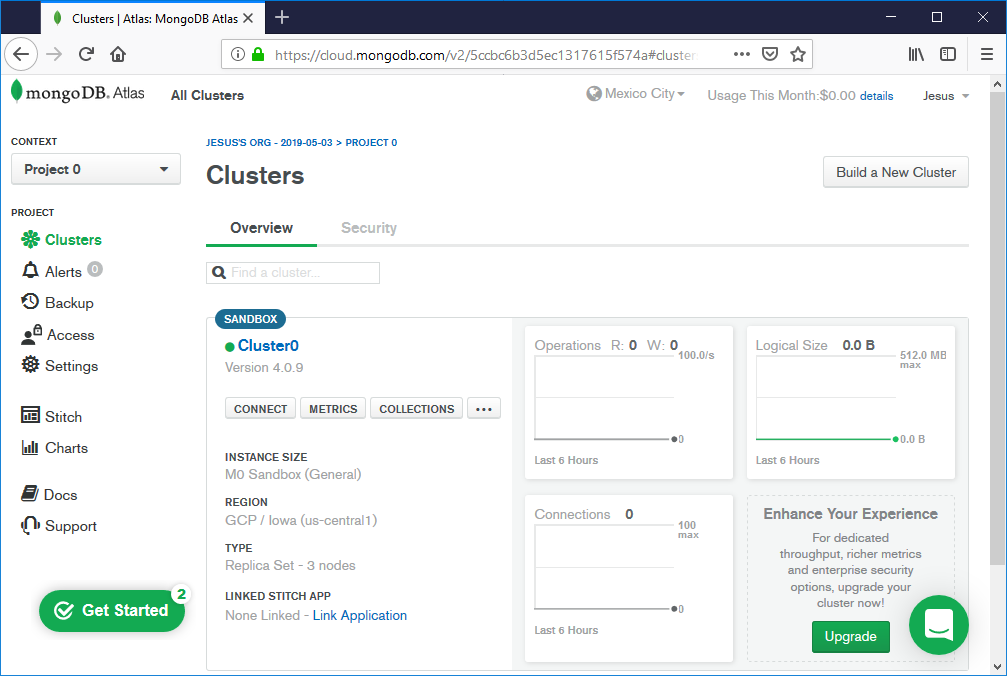 Clusters | Atlas: MongoDB Atlas
https://cloud.mongodb.com/v2/5ccbc6b3d5ec1317615f574a#cluster
mongoDB. Atlas All Clusters Mexico City Usage This Month:$0.00 details Jesus
CONTEXT
Project 0
PROJECT
Clusters
Alerts 0
Backup
Access
Settings
Stitch
Charts
Docs
Support
Get Started 2
JESUS'S ORG - 2019-05-03 > PROJECT 0
Clusters
Build a New Cluster
Overview Security
Find a cluster...
SANDBOX
Cluster0
Version 4.0.9
CONNECT METRICS COLLECTIONS ...
INSTANCE SIZE
M0 Sandbox (General)
REGION
GCP / Iowa (us-central1)
TYPE
Replica Set - 3 nodes
LINKED STITCH APP
None Linked - Link Application
Operations R: 0 W: 0
100.0/s
0
Last 6 Hours
Logical Size 0.0 B
512.0 MB
max
0.0 B
Last 6 Hours
Connections 0
100
max
0
Last 6 Hours
Enhance Your Experience
For dedicated
throughput, richer metrics
and enterprise security
options, upgrade your
cluster now!
Upgrade